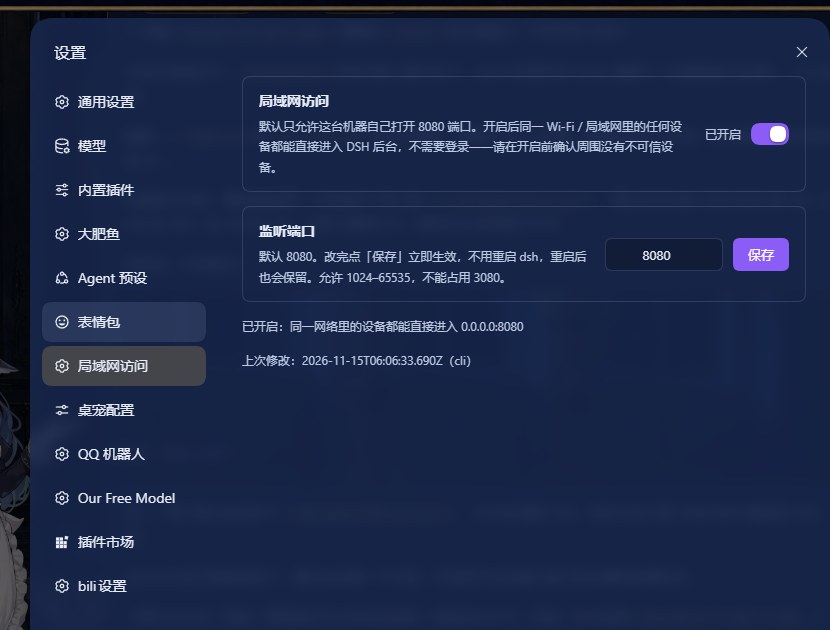 设置
通用设置
模型
内置插件
大肥鱼
Agent 预设
表情包
局域网访问
桌宠配置
QQ 机器人
Our Free Model
插件市场
bili 设置
局域网访问
默认只允许这台机器自己打开 8080 端口。开启后同一 Wi-Fi / 局域网里的任何设
备都能直接进入 DSH 后台，不需要登录——请在开启前确认周围没有不可信设
备。
已开启
监听端口
默认 8080。改完点「保存」立即生效，不用重启 dsh，重启后
也会保留。允许 1024–65535，不能占用 3080。
8080
保存
已开启：同一网络里的设备都能直接进入 0.0.0.0:8080
上次修改：2026-11-15T06:06:33.690Z（cli）